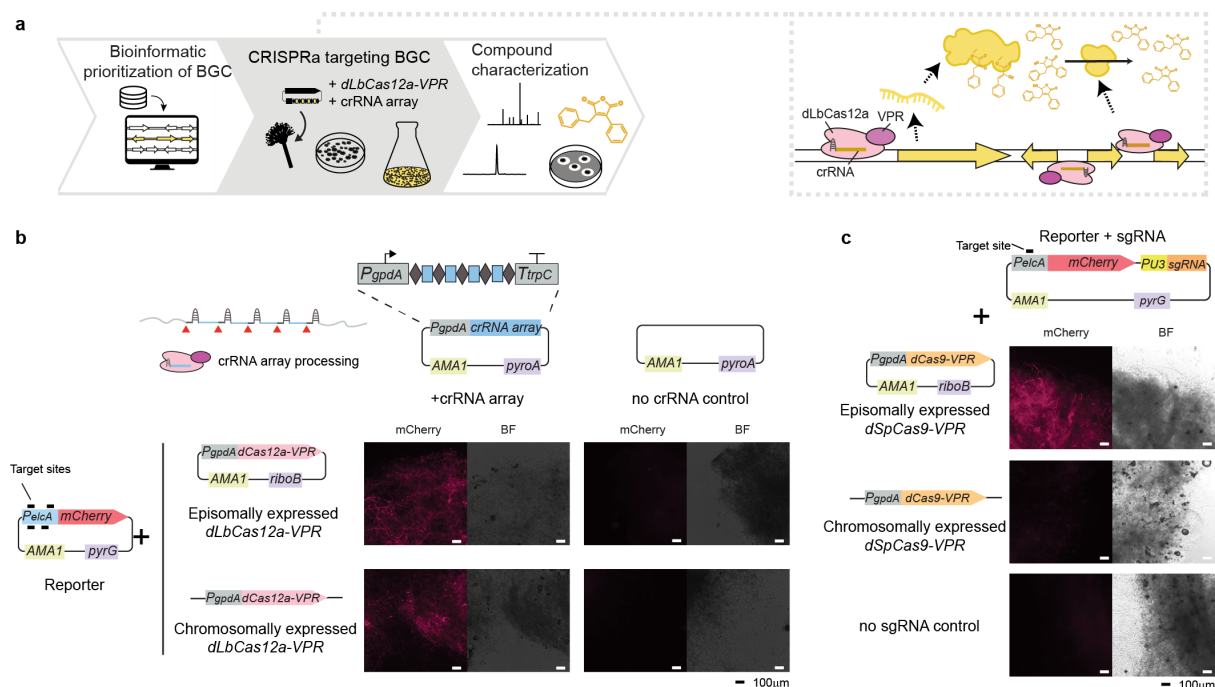 a
Bioinformatic
prioritization of BGC
CRISPRa targeting BGC
+ dLbCas12a-VPR
+ crRNA array
Compound
characterization
dLbCas12a
VPR
crRNA
b
PgpdA
TtrpC
crRNA array processing
PgpdA crRNA array
AMA1
pyroA
+crRNA array
AMA1
pyroA
no crRNA control
mCherry
BF
mCherry
BF
Target sites
PelcA mCherry
AMA1
pyrG
Reporter
+
PgpdA dCas12a-VPR
AMA1
riboB
Episomally expressed
dLbCas12a-VPR
PgpdA dCas12a-VPR
Chromosomally expressed
dLbCas12a-VPR
100µm
c
Reporter + sgRNA
Target site
PelcA
mCherry
PU3 sgRNA
AMA1
pyrG
+
mCherry
BF
PgpdA dCas9-VPR
AMA1
riboB
Episomally expressed
dSpCas9-VPR
PgpdA dCas9-VPR
Chromosomally expressed
dSpCas9-VPR
no sgRNA control
100µm